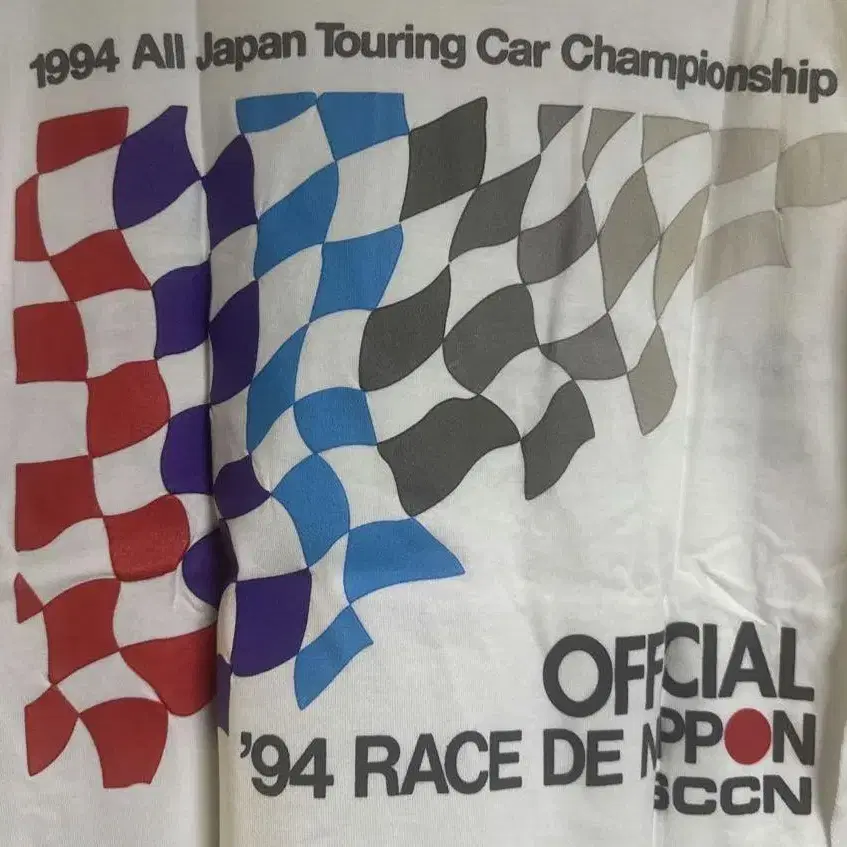 1994 All Japan Touring Car Championship
OFFICIAL
'94 RACE DE NIPPON
SCCN